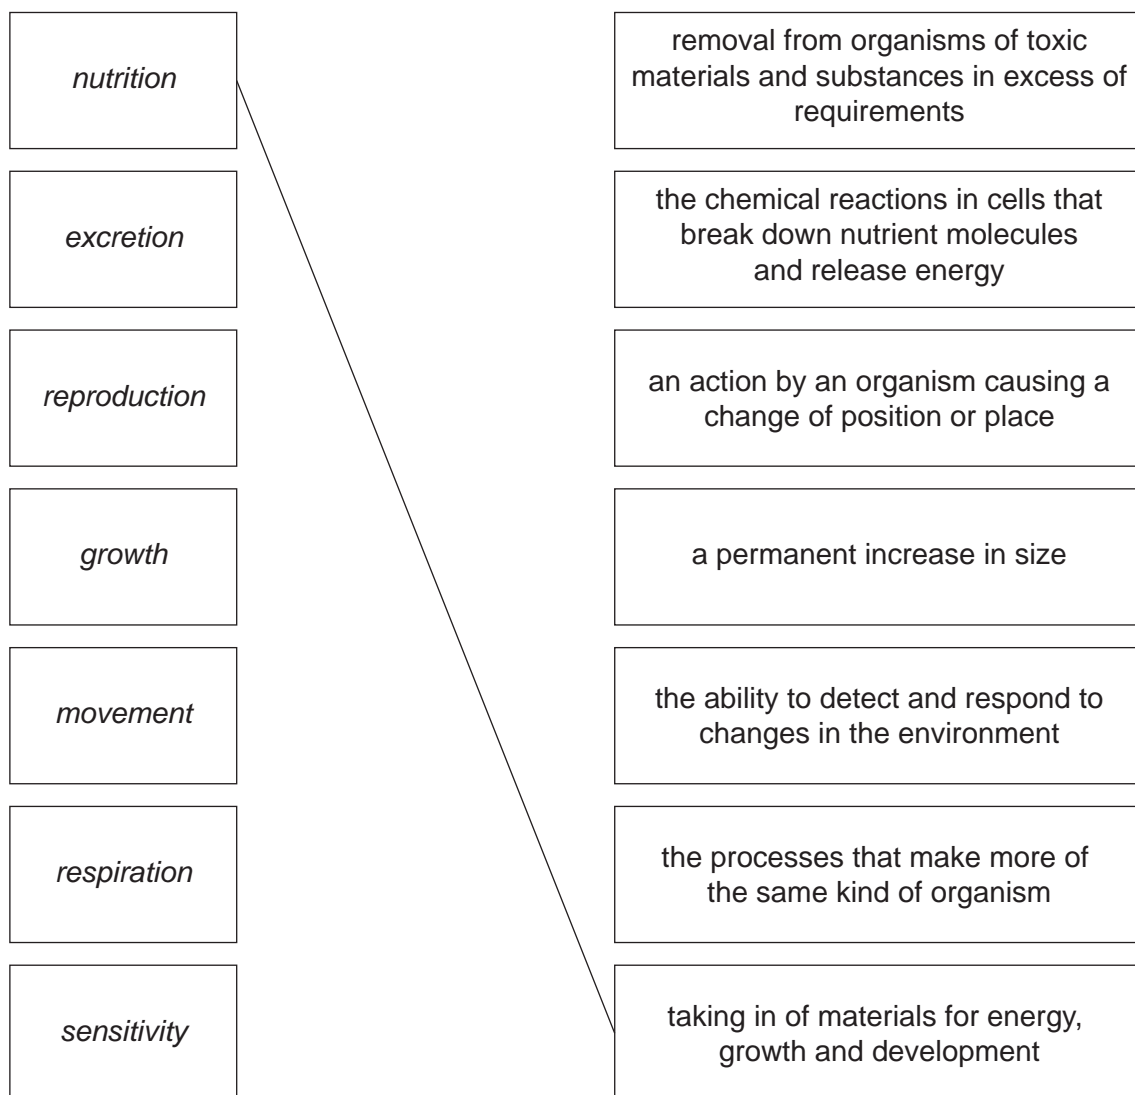 nutrition
removal from organisms of toxic
materials and substances in excess of
requirements
excretion
the chemical reactions in cells that
break down nutrient molecules
and release energy
reproduction
an action by an organism causing a
change of position or place
growth
a permanent increase in size
movement
the ability to detect and respond to
changes in the environment
respiration
the processes that make more of
the same kind of organism
sensitivity
taking in of materials for energy,
growth and development